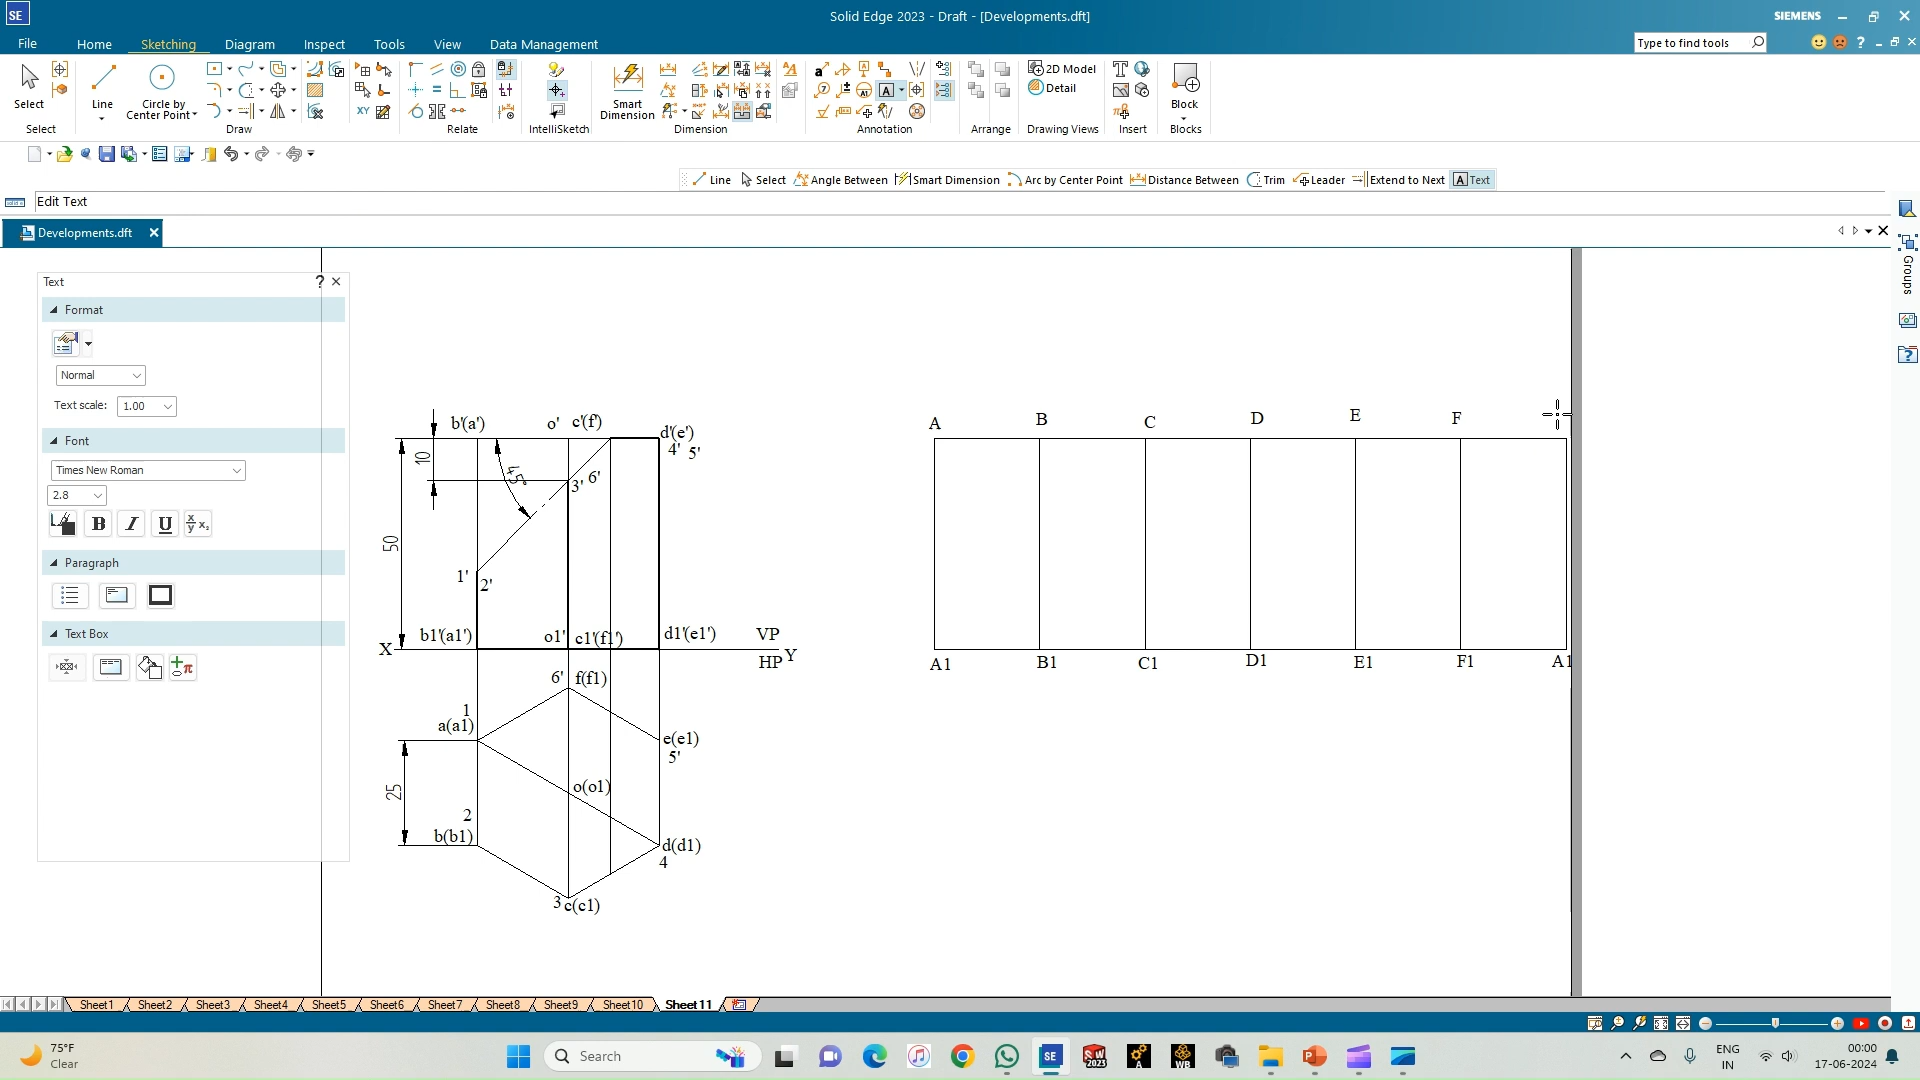 SE
Solid Edge 2023 - Draft - [Developments.dft]
SIEMENS
File Home Sketching Diagram Inspect Tools View Data Management
Type to find tools
Select
Line
Circle by
Center Point
Smart
Dimension
2D Model
Detail
Block
Select Draw Relate IntelliSketch Dimension Annotation Arrange Drawing Views Insert Blocks
Line Select Angle Between Smart Dimension Arc by Center Point Distance Between Trim Leader Extend to Next Text
Edit Text
Developments.dft
Groups
Text
Format
Normal
Text scale: 1.00
Font
Times New Roman
2.8
B I U
Paragraph
Text Box
b'(a') o' c'(f')
d'(e')
4' 5'
10
45°
3' 6'
50
1'
2'
b1'(a1') o1' c1'(f1') d1'(e1') VP
X
HP Y
6' f(f1)
1
a(a1)
e(e1)
5'
25
o(o1)
2
b(b1)
d(d1)
4
3 c(c1)
A B C D E F
A1 B1 C1 D1 E1 F1 A1
Sheet1 Sheet2 Sheet3 Sheet4 Sheet5 Sheet6 Sheet7 Sheet8 Sheet9 Sheet10 Sheet11
75°F
Clear
Search
ENG
IN
00:00
17-06-2024